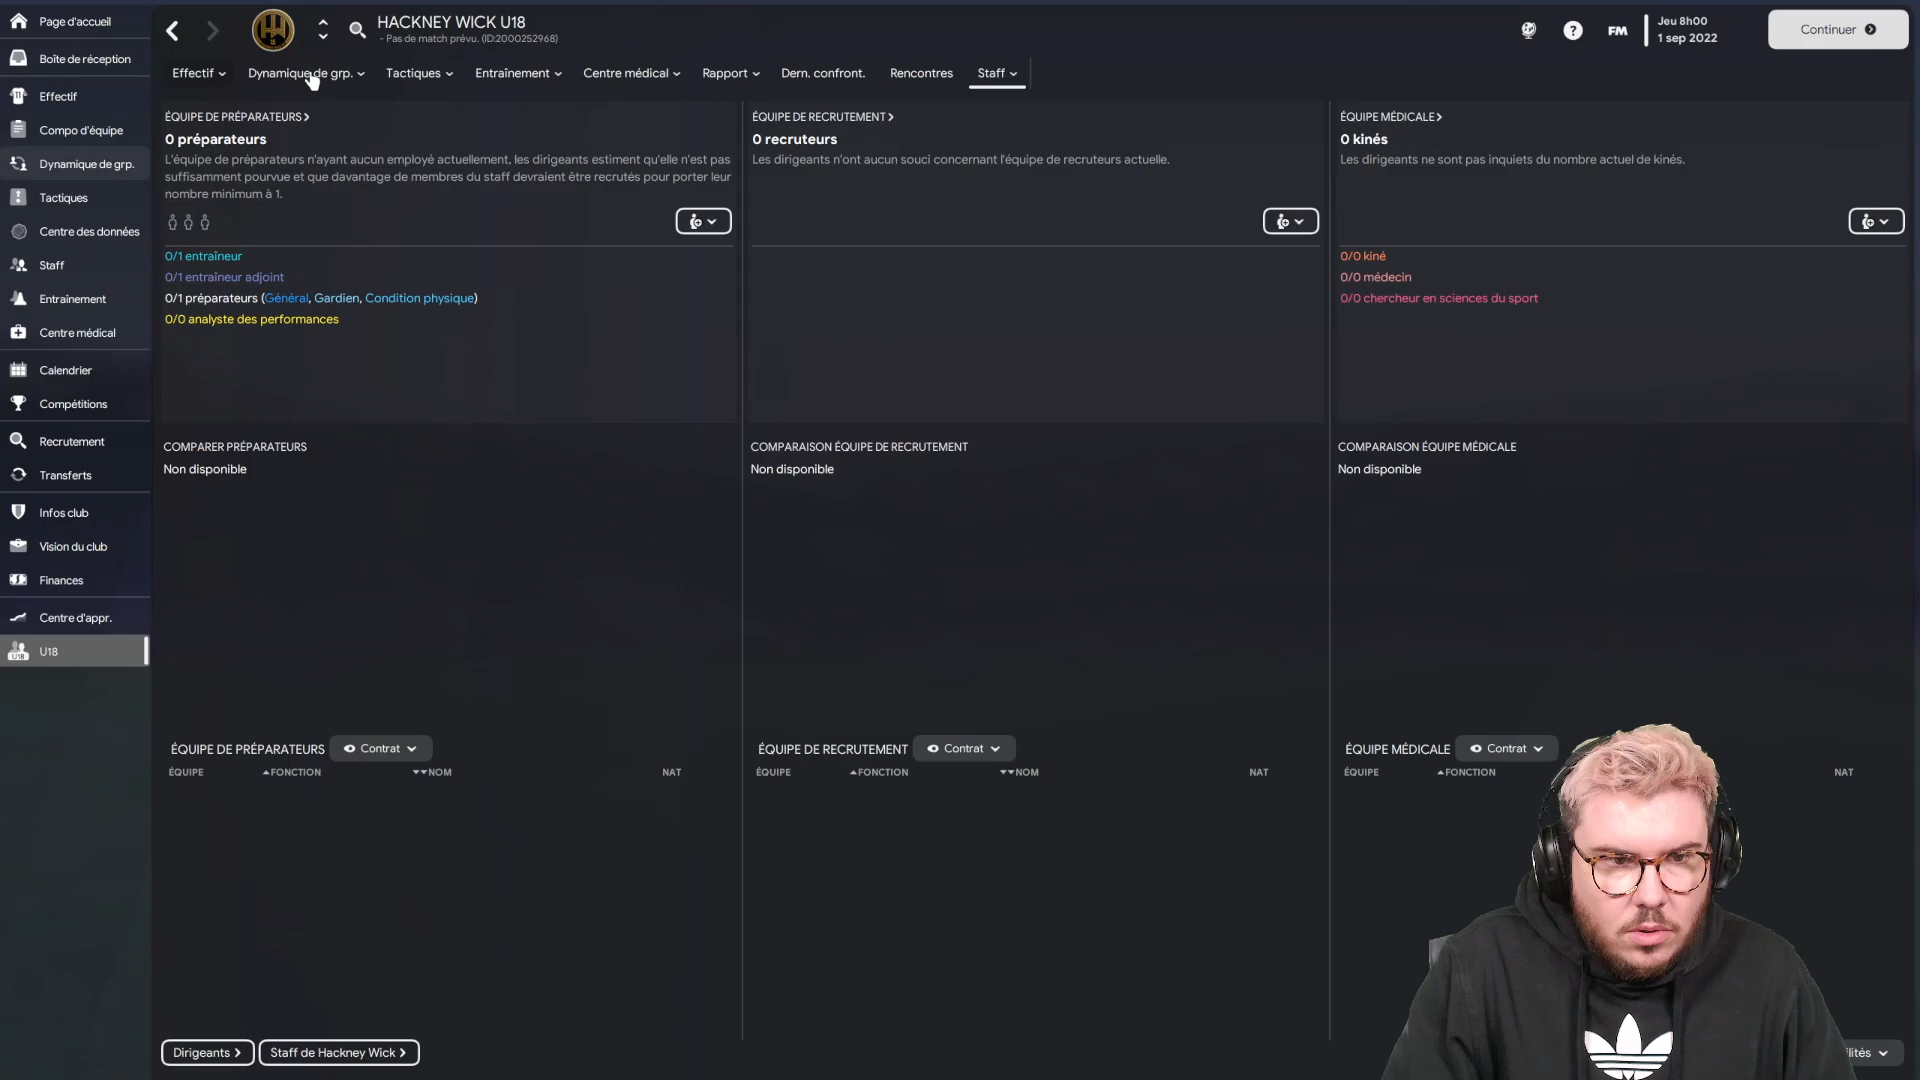 Page d'accueil
Boîte de réception
Effectif
Compo d'équipe
Dynamique de grp.
Tactiques
Centre des données
Staff
Entraînement
Centre médical
Calendrier
Compétitions
Recrutement
Transferts
Infos club
Vision du club
Finances
Centre d'appr.
U18
HACKNEY WICK U18
- Pas de match prévu. (ID:2000252968)
FM
Jeu 8h00
1 sep 2022
Continuer
Effectif Dynamique de grp. Tactiques Entraînement Centre médical Rapport Dern. confront. Rencontres Staff
ÉQUIPE DE PRÉPARATEURS
0 préparateurs
L'équipe de préparateurs n'ayant aucun employé actuellement, les dirigeants estiment qu'elle n'est pas
suffisamment pourvue et que davantage de membres du staff devraient être recrutés pour porter leur
nombre minimum à 1.
0/1 entraîneur
0/1 entraîneur adjoint
0/1 préparateurs (Général, Gardien, Condition physique)
0/0 analyste des performances
COMPARER PRÉPARATEURS
Non disponible
ÉQUIPE DE PRÉPARATEURS Contrat
ÉQUIPE FONCTION NOM NAT
ÉQUIPE DE RECRUTEMENT
0 recruteurs
Les dirigeants n'ont aucun souci concernant l'équipe de recruteurs actuelle.
COMPARAISON ÉQUIPE DE RECRUTEMENT
Non disponible
ÉQUIPE DE RECRUTEMENT Contrat
ÉQUIPE FONCTION NOM NAT
ÉQUIPE MÉDICALE
0 kinés
Les dirigeants ne sont pas inquiets du nombre actuel de kinés.
0/0 kiné
0/0 médecin
0/0 chercheur en sciences du sport
COMPARAISON ÉQUIPE MÉDICALE
Non disponible
ÉQUIPE MÉDICALE Contrat
ÉQUIPE FONCTION NAT
Dirigeants Staff de Hackney Wick